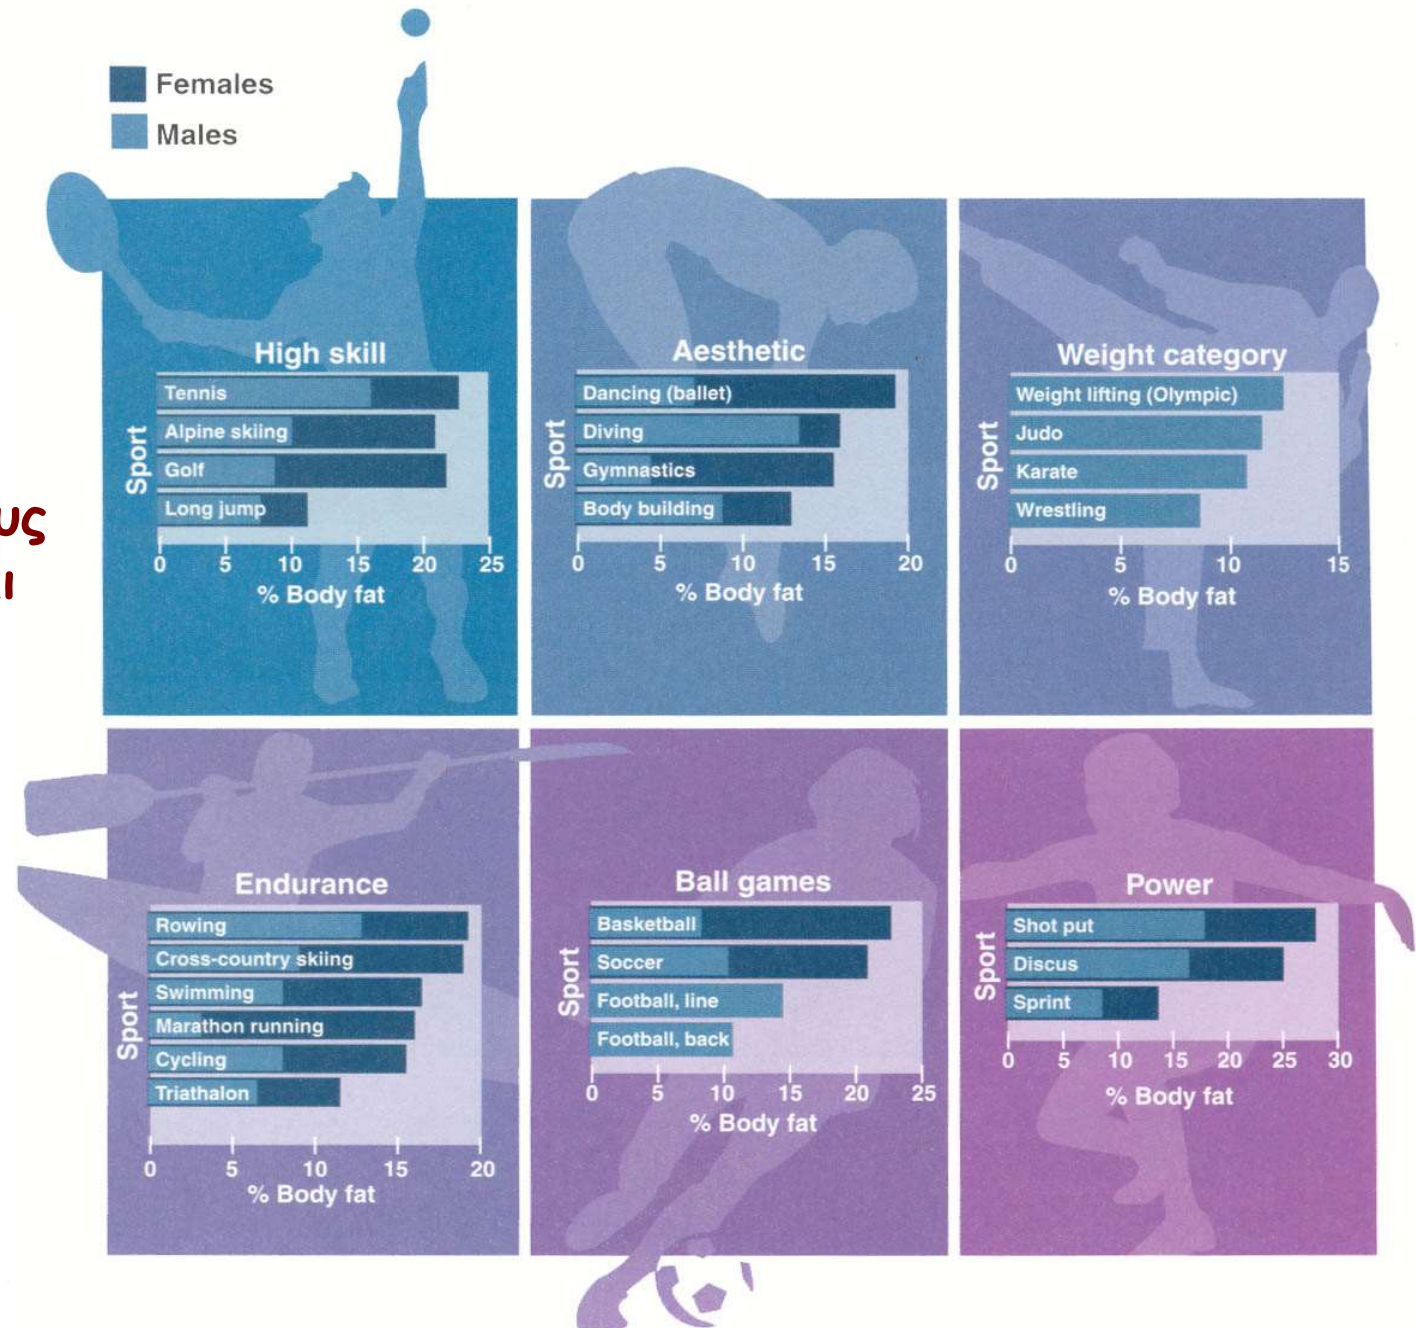 Females
Males
High skill
Sport
Tennis
Alpine skiing
Golf
Long jump
0 5 10 15 20 25
% Body fat
Aesthetic
Sport
Dancing (ballet)
Diving
Gymnastics
Body building
0 5 10 15 20
% Body fat
Weight category
Sport
Weight lifting (Olympic)
Judo
Karate
Wrestling
0 5 10 15
% Body fat
Endurance
Sport
Rowing
Cross-country skiing
Swimming
Marathon running
Cycling
Triathalon
0 5 10 15 20
% Body fat
Ball games
Sport
Basketball
Soccer
Football, line
Football, back
0 5 10 15 20 25
% Body fat
Power
Sport
Shot put
Discus
Sprint
0 5 10 15 20 25 30
% Body fat